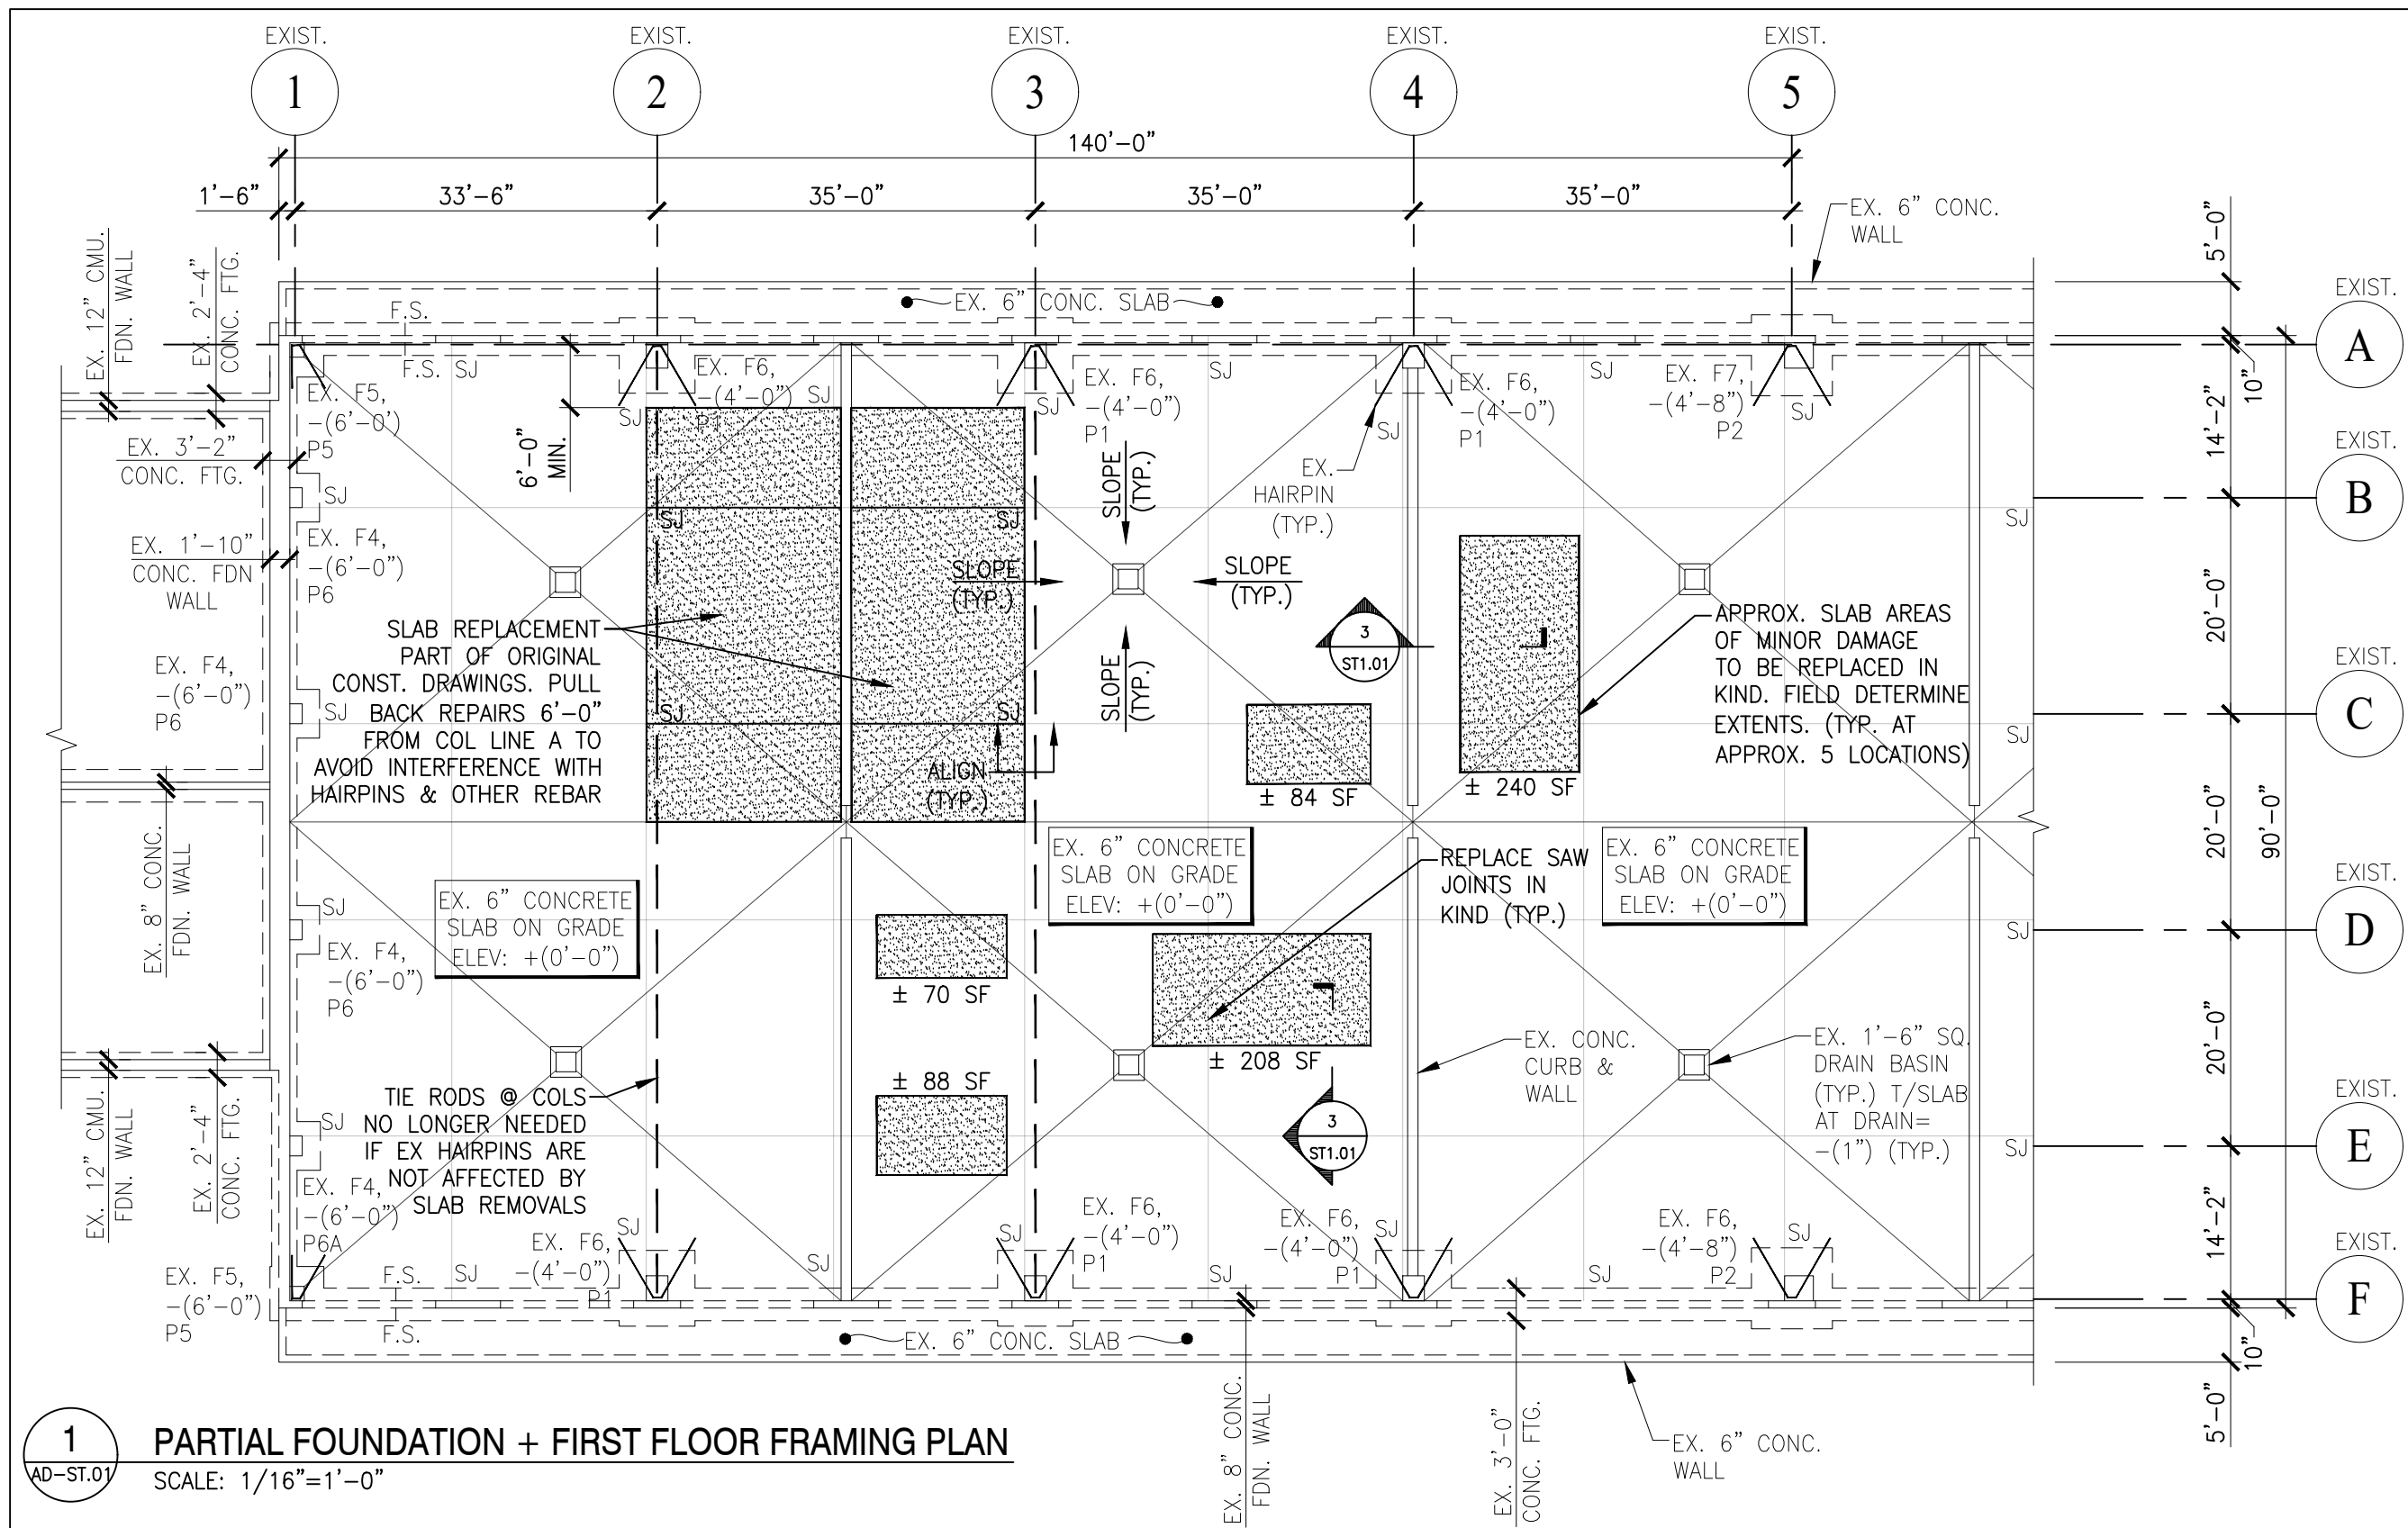 EXIST.
EXIST.
EXIST.
EXIST.
EXIST.
1
2
3
4
5
140'-0"
1'-6"
33'-6"
35'-0"
35'-0"
35'-0"
EX. 6" CONC.
WALL
5'-0"
EX. 12" CMU.
FDN. WALL
EX. 2'-4"
CONC. FTG.
F.S.
EX. 6" CONC. SLAB
EXIST.
A
10"
F.S.
SJ
EX. F5,
-(6'-0")
P5
6'-0"
MIN.
SJ
EX. F6,
-(4'-0")
P1
SJ
SJ
EX. F6,
-(4'-0")
P1
SJ
SJ
EX. F6,
-(4'-0")
P1
SJ
EX. F7,
-(4'-8")
P2
SJ
14'-2"
EX. 3'-2"
CONC. FTG.
SLOPE
(TYP.)
EX.
HAIRPIN
(TYP.)
EXIST.
B
SJ
SJ
SJ
SJ
EX. 1'-10"
CONC. FDN
WALL
EX. F4,
-(6'-0")
P6
SLOPE
(TYP.)
SLOPE
(TYP.)
SLOPE
(TYP.)
3
ST1.01
20'-0"
SLAB REPLACEMENT
PART OF ORIGINAL
CONST. DRAWINGS. PULL
BACK REPAIRS 6'-0"
FROM COL LINE A TO
AVOID INTERFERENCE WITH
HAIRPINS & OTHER REBAR
APPROX. SLAB AREAS
OF MINOR DAMAGE
TO BE REPLACED IN
KIND. FIELD DETERMINE
EXTENTS. (TYP. AT
APPROX. 5 LOCATIONS)
EX. F4,
-(6'-0")
P6
SJ
SJ
SJ
SJ
EXIST.
C
ALIGN
(TYP.)
± 84 SF
± 240 SF
EX. 8" CONC.
FDN. WALL
20'-0"
90'-0"
EX. 6" CONCRETE
SLAB ON GRADE
ELEV: +(0'-0")
EX. 6" CONCRETE
SLAB ON GRADE
ELEV: +(0'-0")
REPLACE SAW
JOINTS IN
KIND (TYP.)
EX. 6" CONCRETE
SLAB ON GRADE
ELEV: +(0'-0")
EXIST.
D
SJ
SJ
EX. F4,
-(6'-0")
P6
± 70 SF
20'-0"
± 208 SF
EX. CONC.
CURB &
WALL
EX. 1'-6" SQ.
DRAIN BASIN
(TYP.) T/SLAB
AT DRAIN=
-(1") (TYP.)
± 88 SF
TIE RODS @ COLS
NO LONGER NEEDED
IF EX HAIRPINS ARE
NOT AFFECTED BY
SLAB REMOVALS
3
ST1.01
EXIST.
E
SJ
SJ
EX. 12" CMU.
FDN. WALL
EX. 2'-4"
CONC. FTG.
EX. F4,
-(6'-0")
P6A
14'-2"
EX. F5,
-(6'-0")
P5
F.S.
SJ
EX. F6,
-(4'-0")
P1
SJ
SJ
SJ
EX. F6,
-(4'-0")
P1
SJ
EX. F6,
-(4'-0")
P1
SJ
SJ
EX. F6,
-(4'-8")
P2
SJ
EXIST.
F
F.S.
EX. 6" CONC. SLAB
10"
5'-0"
EX. 8" CONC.
FDN. WALL
EX. 3'-0"
CONC. FTG.
EX. 6" CONC.
WALL
1
AD-ST.01
PARTIAL FOUNDATION + FIRST FLOOR FRAMING PLAN
SCALE: 1/16"=1'-0"